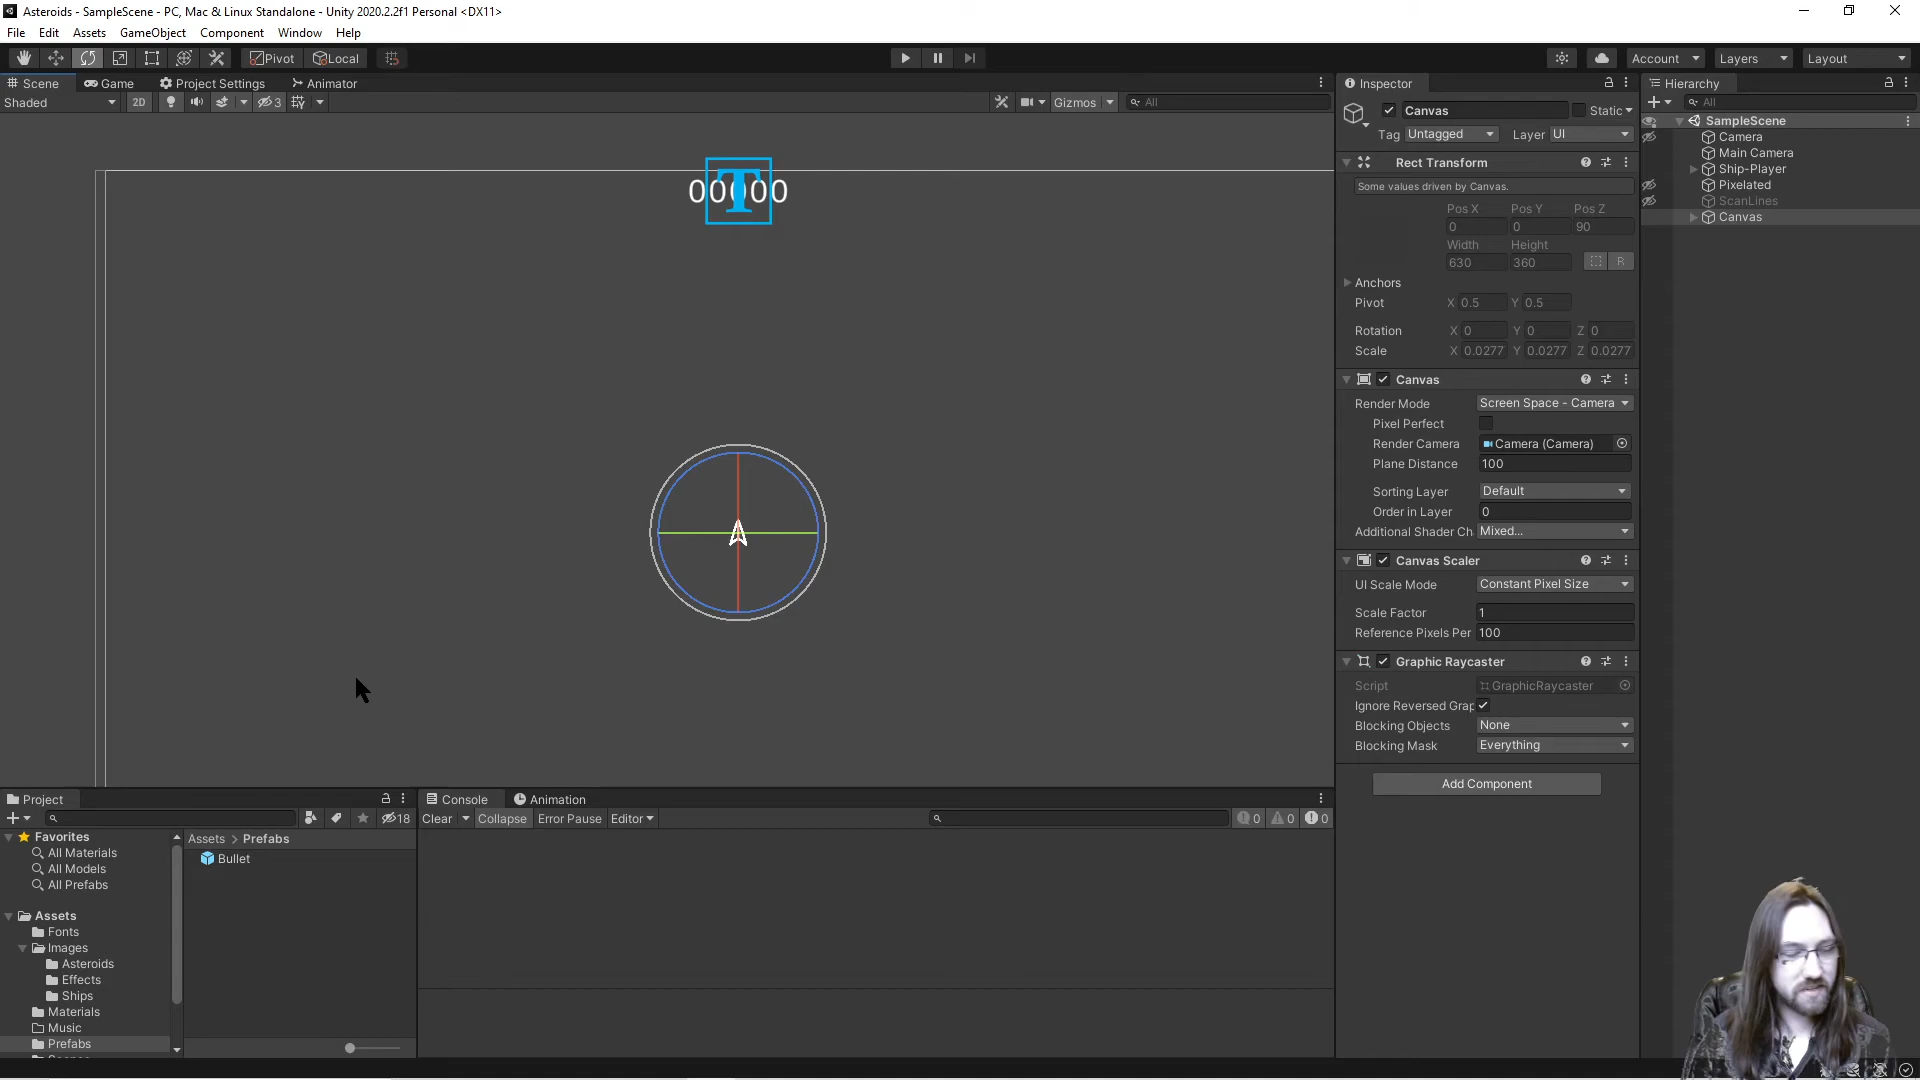 Asteroids - SampleScene - PC, Mac & Linux Standalone - Unity 2020.2.2f1 Personal <DX11>
File Edit Assets GameObject Component Window Help
Pivot Local Account Layers Layout
Scene Game Project Settings Animator
Shaded 2D 3 Gizmos All
00000
T
Inspector
Canvas Static
Tag Untagged Layer UI
Rect Transform
Some values driven by Canvas.
Pos X Pos Y Pos Z
0 0 90
Width Height
630 360 R
Anchors
Pivot X 0.5 Y 0.5
Rotation X 0 Y 0 Z 0
Scale X 0.0277 Y 0.0277 Z 0.0277
Canvas
Render Mode Screen Space - Camera
Pixel Perfect
Render Camera Camera (Camera)
Plane Distance 100
Sorting Layer Default
Order in Layer 0
Additional Shader Ch Mixed...
Canvas Scaler
UI Scale Mode Constant Pixel Size
Scale Factor 1
Reference Pixels Per 100
Graphic Raycaster
Script GraphicRaycaster
Ignore Reversed Grap
Blocking Objects None
Blocking Mask Everything
Add Component
Hierarchy
All
SampleScene
Camera
Main Camera
Ship-Player
Pixelated
ScanLines
Canvas
Project
18
Favorites
All Materials
All Models
All Prefabs
Assets
Fonts
Images
Asteroids
Effects
Ships
Materials
Music
Prefabs
Assets > Prefabs
Bullet
Console Animation
Clear Collapse Error Pause Editor 0 0 0